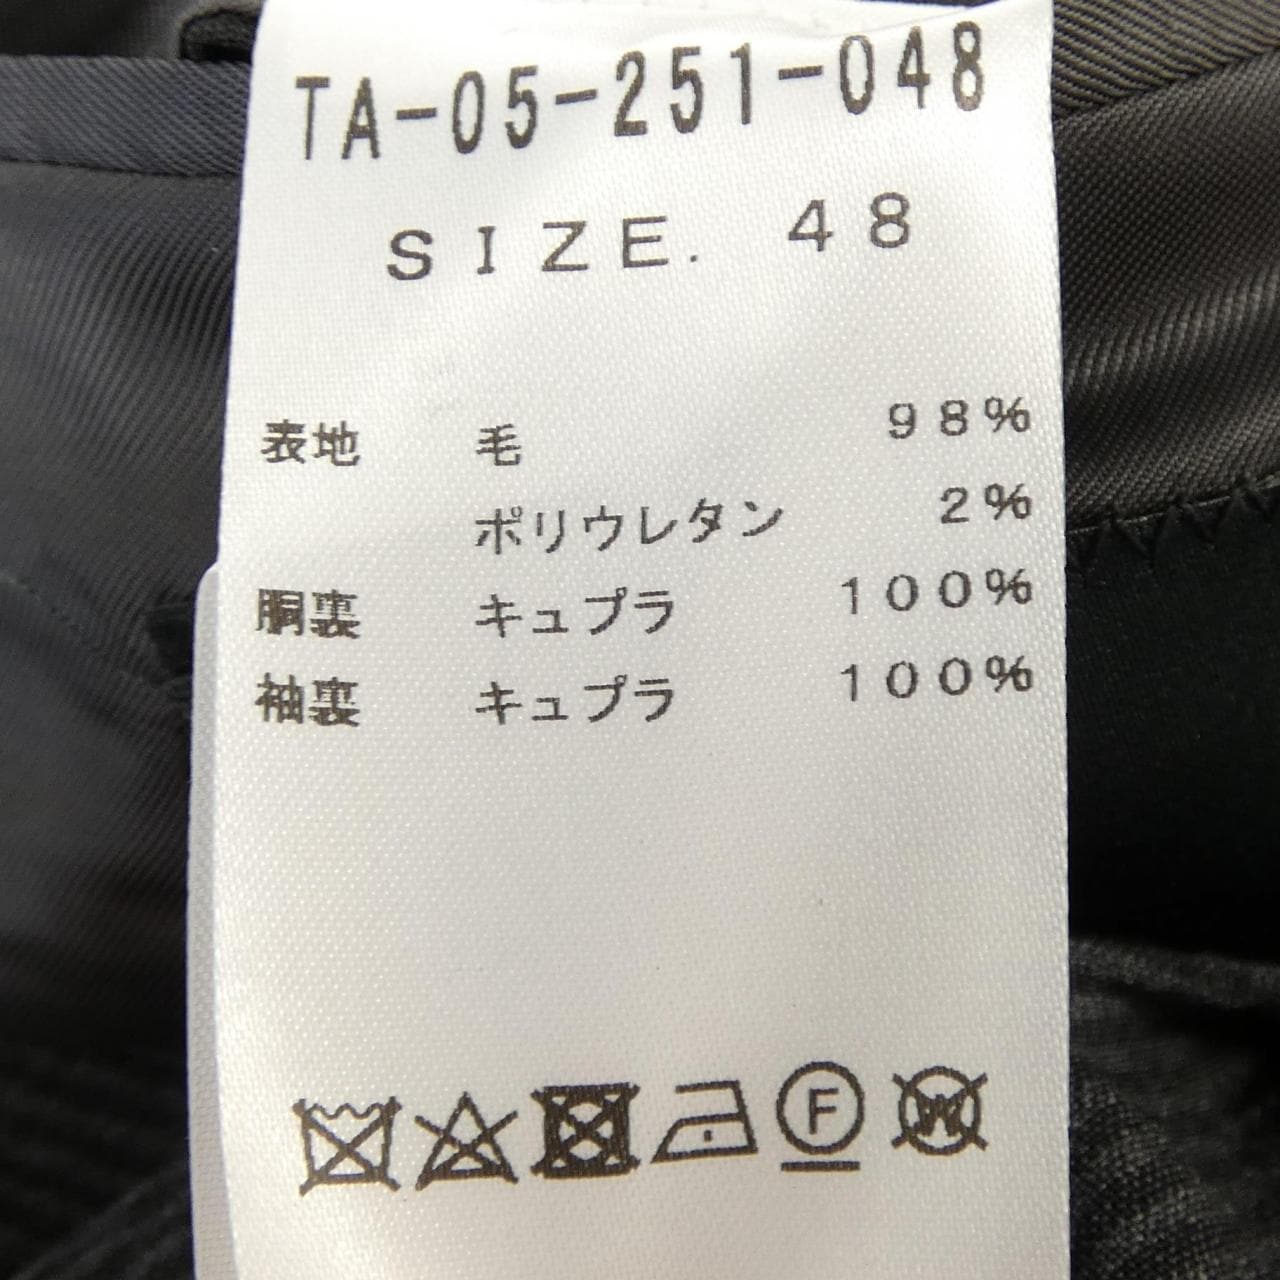 TA-05-251-048
SIZE. 48
表地 毛 98%
ポリウレタン 2%
胴裏 キュプラ 100%
袖裏 キュプラ 100%
F W